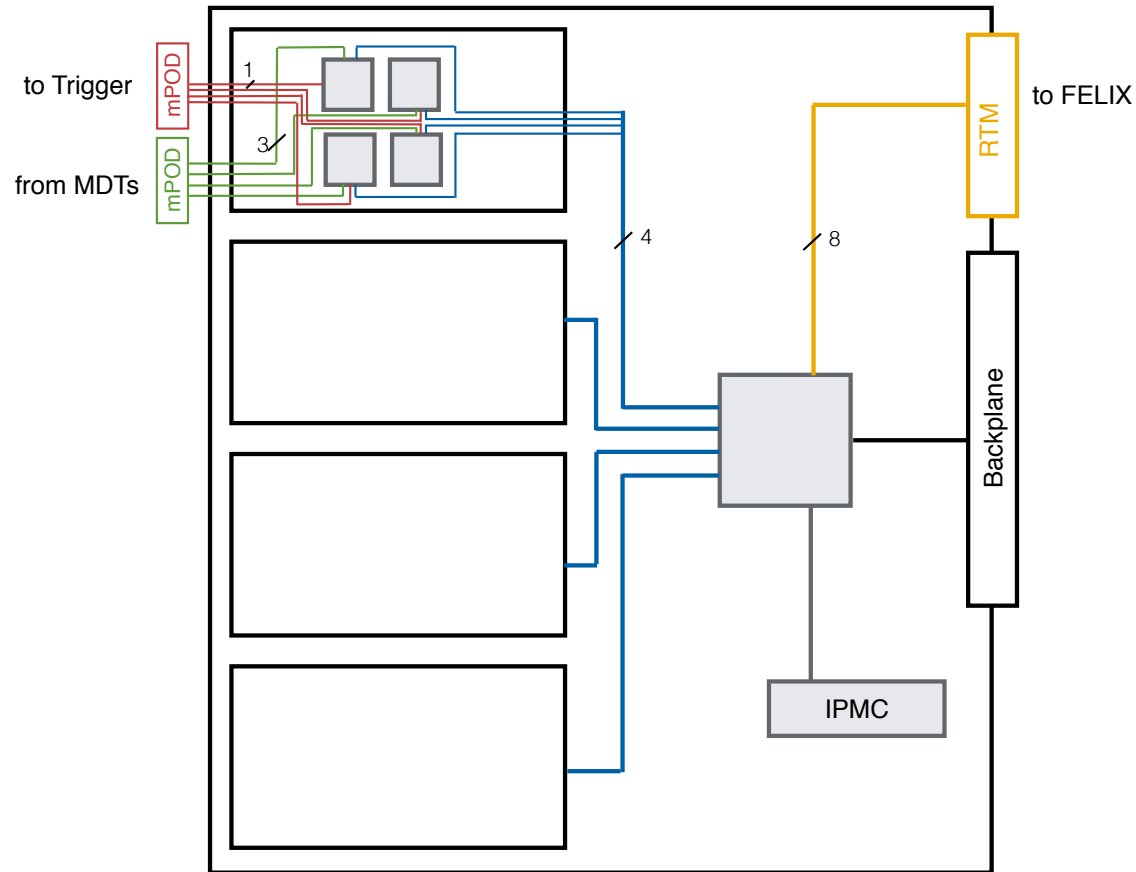 mPOD
to Trigger
1
3
mPOD
from MDTs
4
8
RTM
to FELIX
Backplane
IPMC